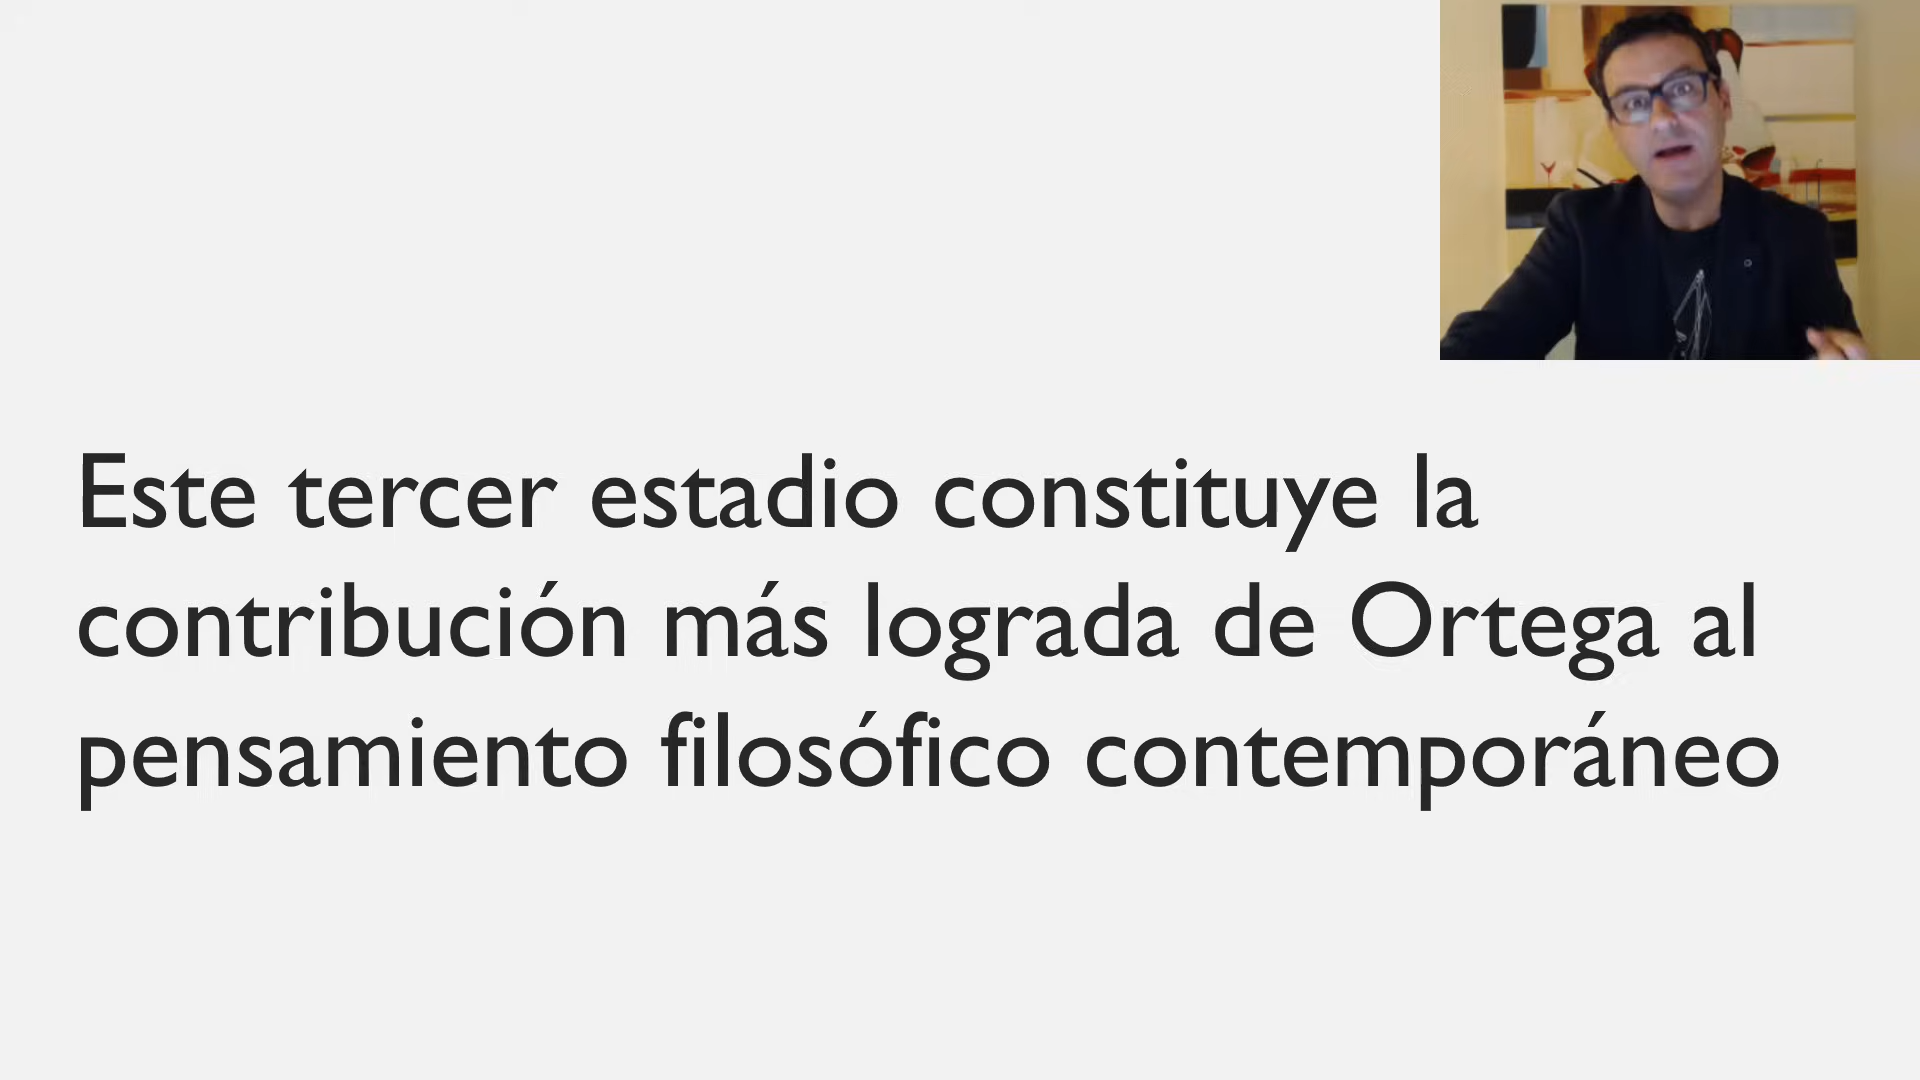 Este tercer estadio constituye la
contribución más lograda de Ortega al
pensamiento filosófico contemporáneo